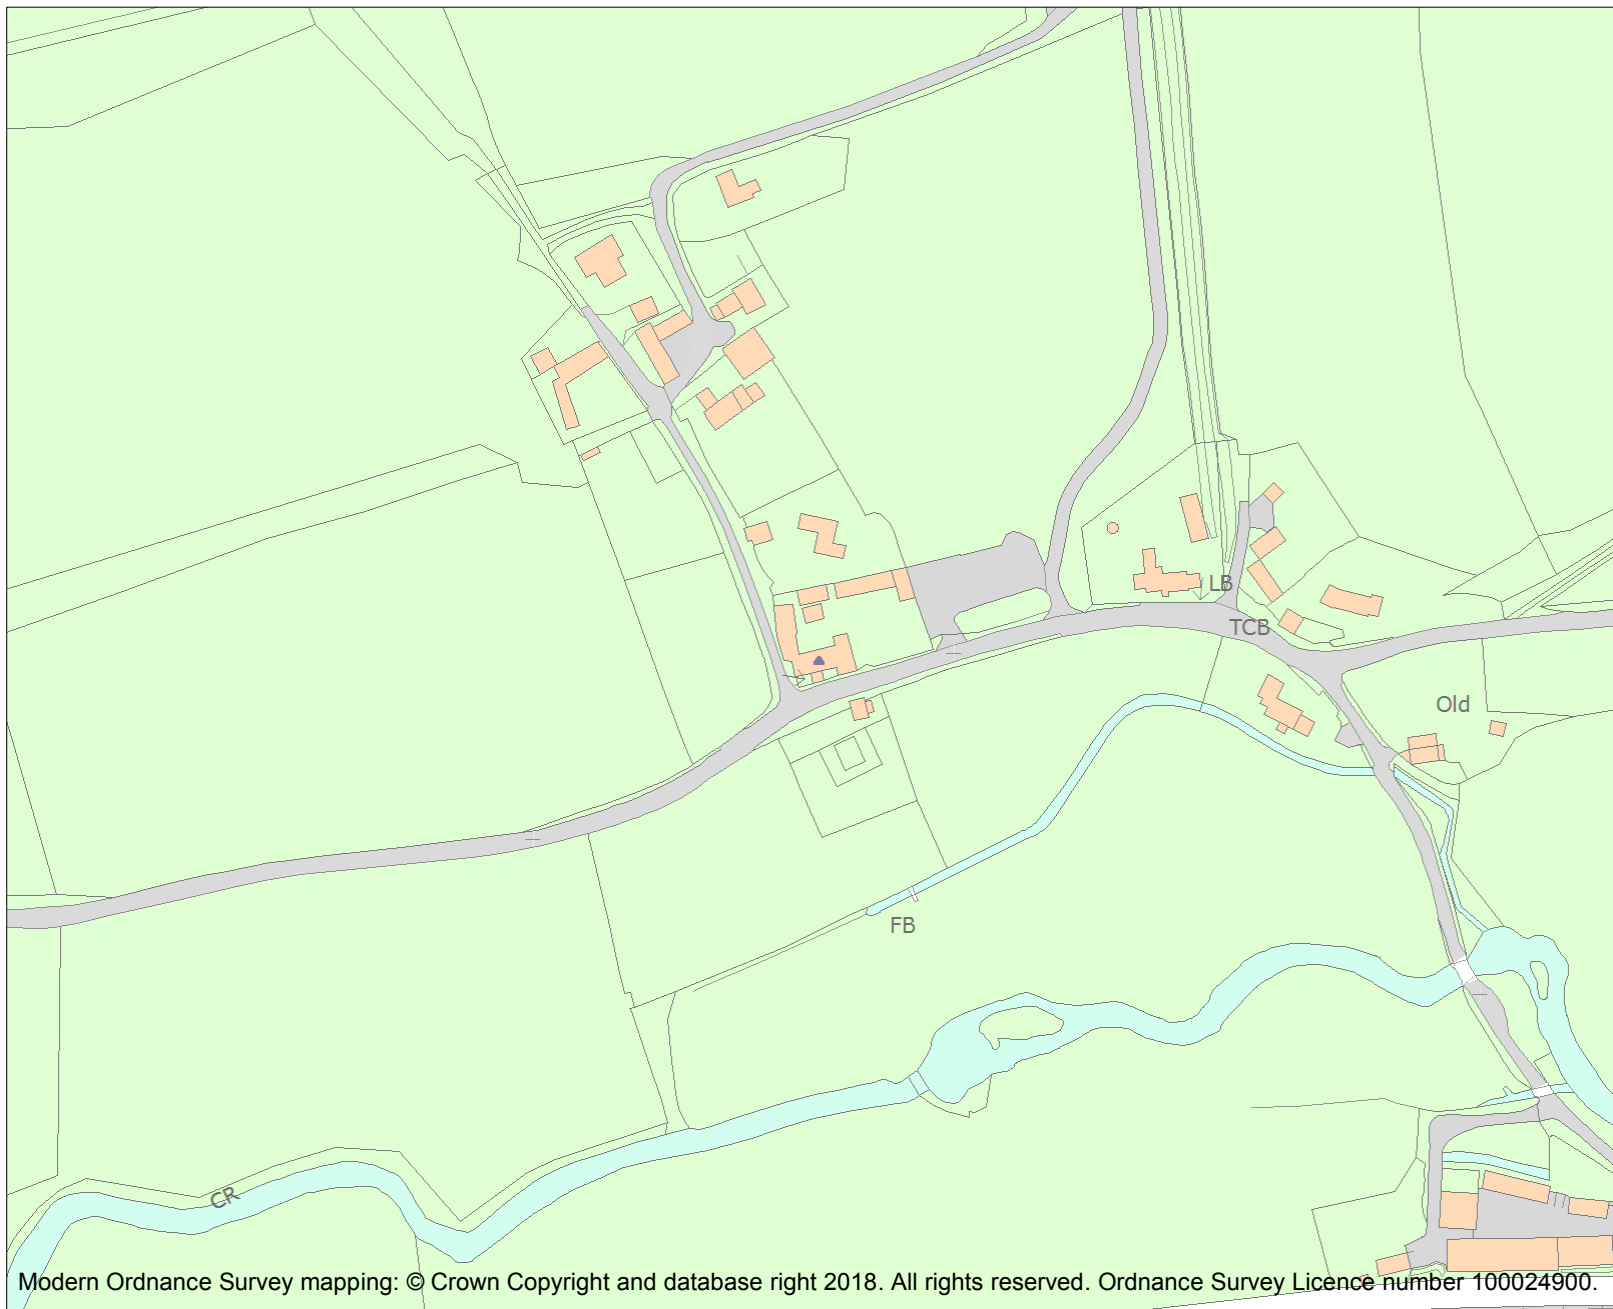 LB
TCB
Old
FB
CR
Modern Ordnance Survey mapping: © Crown Copyright and database right 2018. All rights reserved. Ordnance Survey Licence number 100024900.